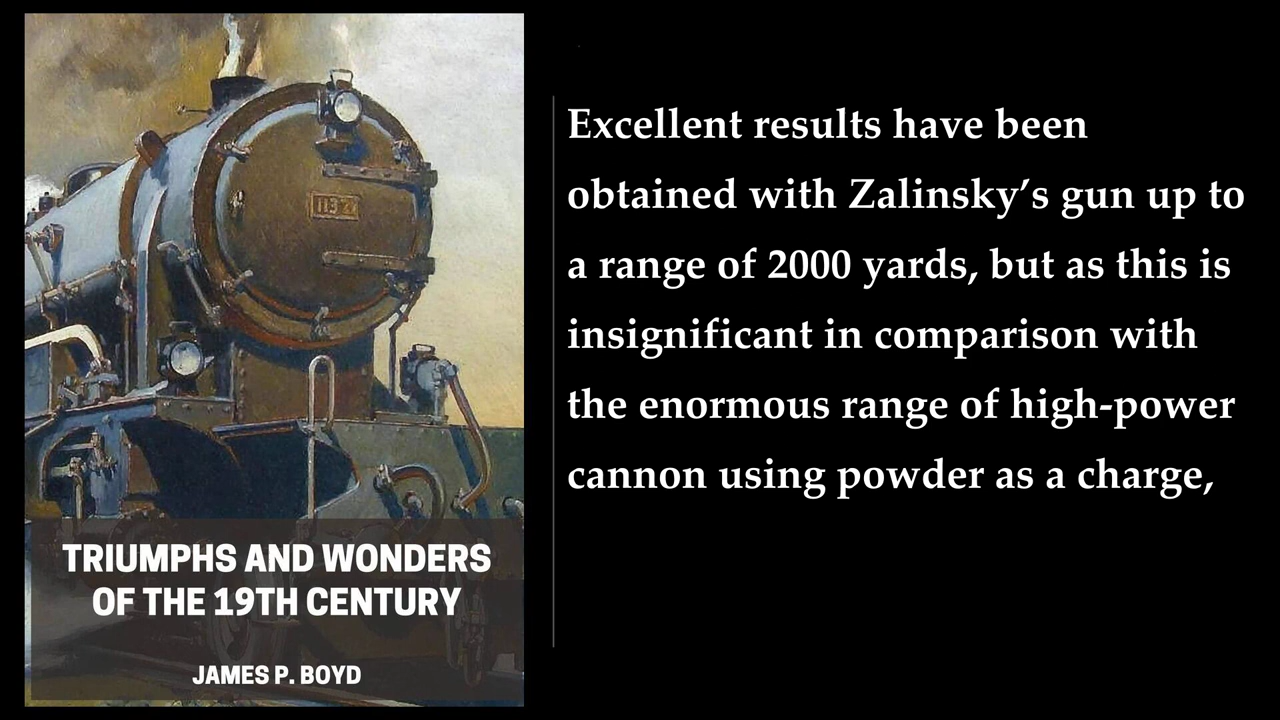 Excellent results have been
obtained with Zalinsky’s gun up to
a range of 2000 yards, but as this is
insignificant in comparison with
the enormous range of high-power
cannon using powder as a charge,
TRIUMPHS AND WONDERS
OF THE 19TH CENTURY
JAMES P. BOYD